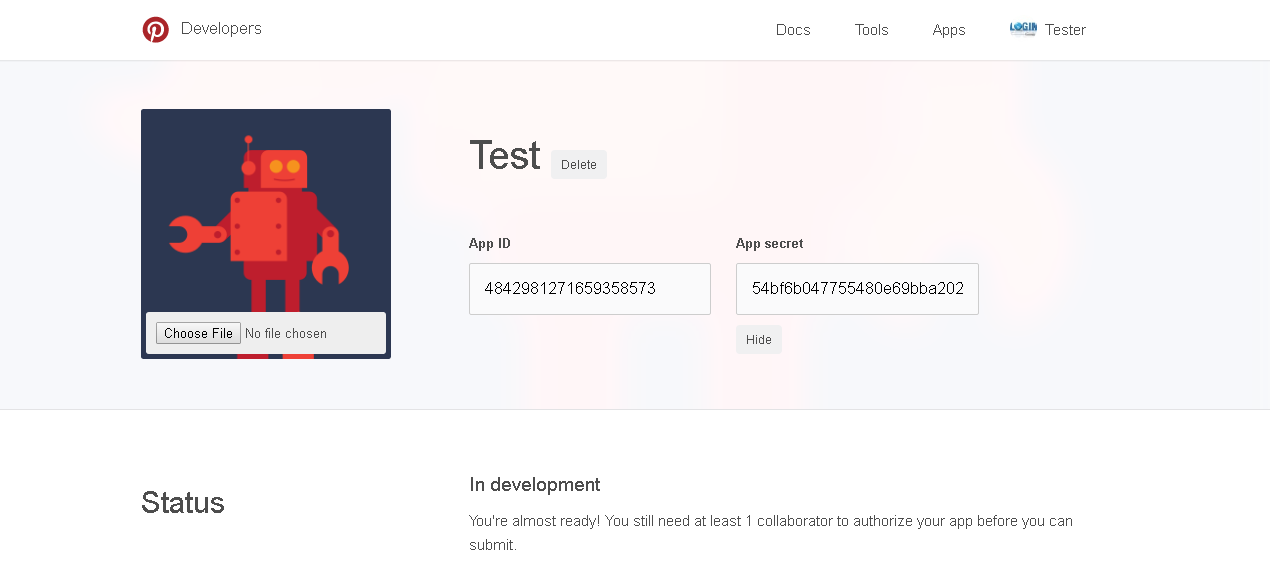 Developers
Docs
Tools
Apps
LOGIN
Tester
Test
Delete
App ID
App secret
4842981271659358573
54bf6b047755480e69bba202
Choose File
No file chosen
Hide
Status
In development
You're almost ready! You still need at least 1 collaborator to authorize your app before you can
submit.